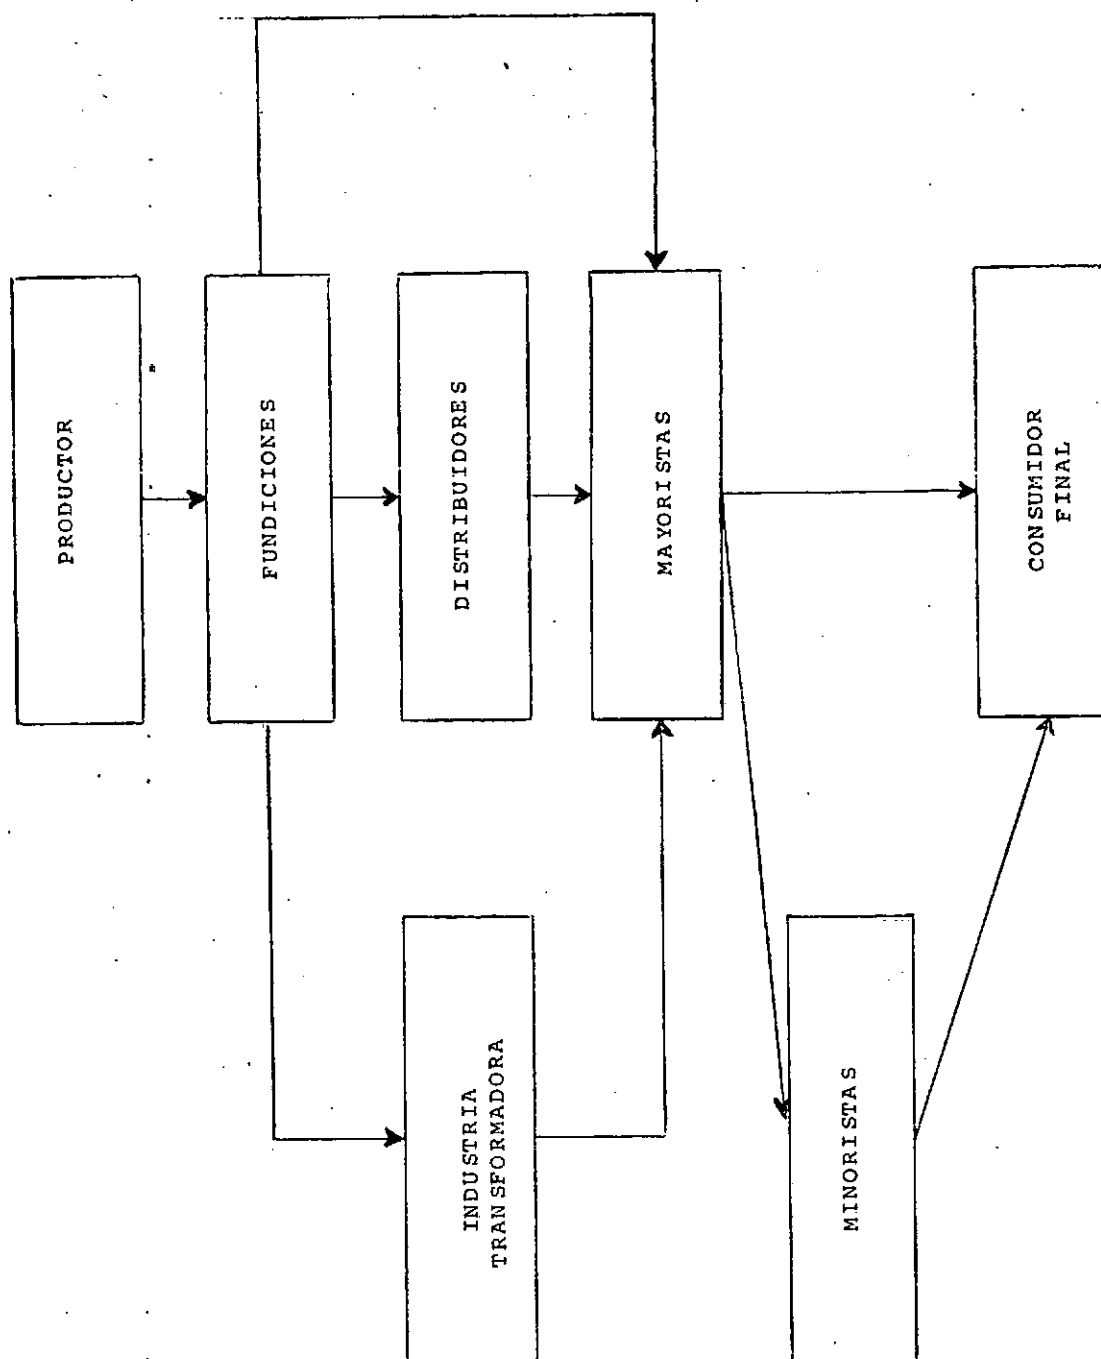 PRODUCTOR
FUNDICIONES
DISTRIBUIDORES
MAYORISTAS
CONSUMIDOR
FINAL
INDUSTRIA
TRANSFORMADORA
MINORISTAS